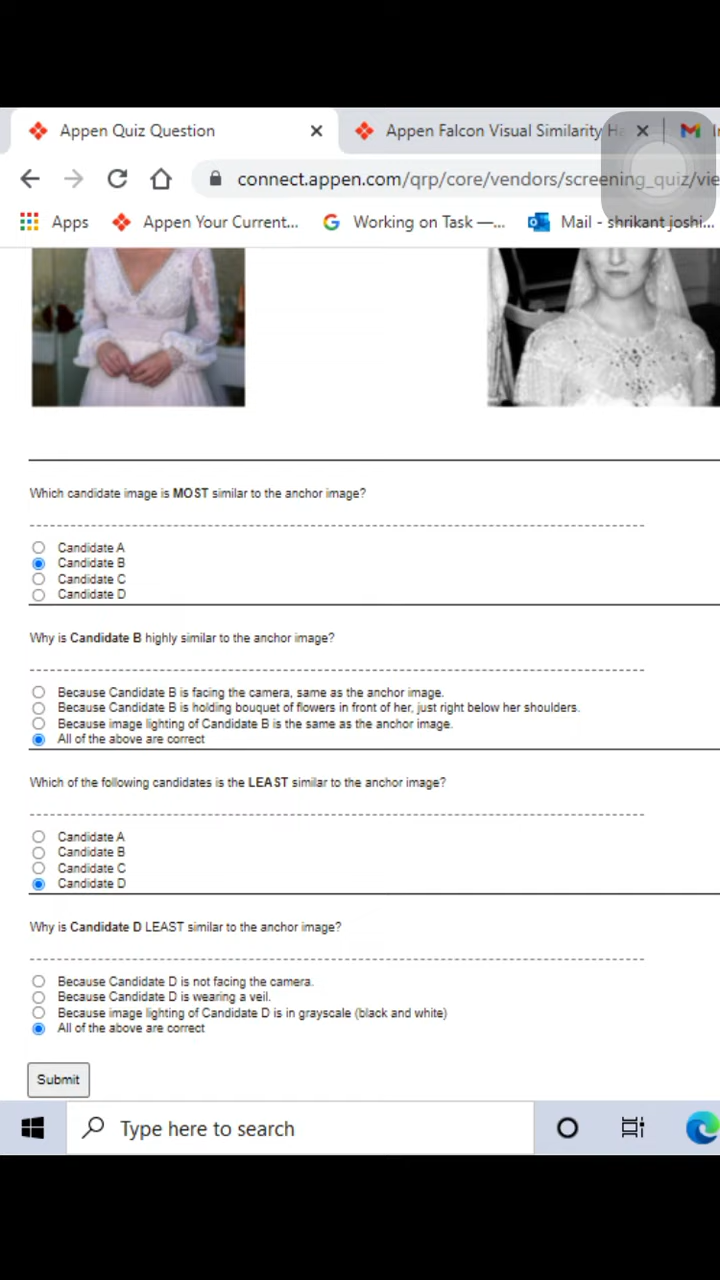 Appen Quiz Question
Appen Falcon Visual Similarity Ha
connect.appen.com/qrp/core/vendors/screening_quiz/vie
Apps
Appen Your Current...
Working on Task —...
Mail - shrikant joshi...
Which candidate image is MOST similar to the anchor image?
Candidate A
Candidate B
Candidate C
Candidate D
Why is Candidate B highly similar to the anchor image?
Because Candidate B is facing the camera, same as the anchor image.
Because Candidate B is holding bouquet of flowers in front of her, just right below her shoulders.
Because image lighting of Candidate B is the same as the anchor image.
All of the above are correct
Which of the following candidates is the LEAST similar to the anchor image?
Candidate A
Candidate B
Candidate C
Candidate D
Why is Candidate D LEAST similar to the anchor image?
Because Candidate D is not facing the camera.
Because Candidate D is wearing a veil.
Because image lighting of Candidate D is in grayscale (black and white)
All of the above are correct
Submit
Type here to search